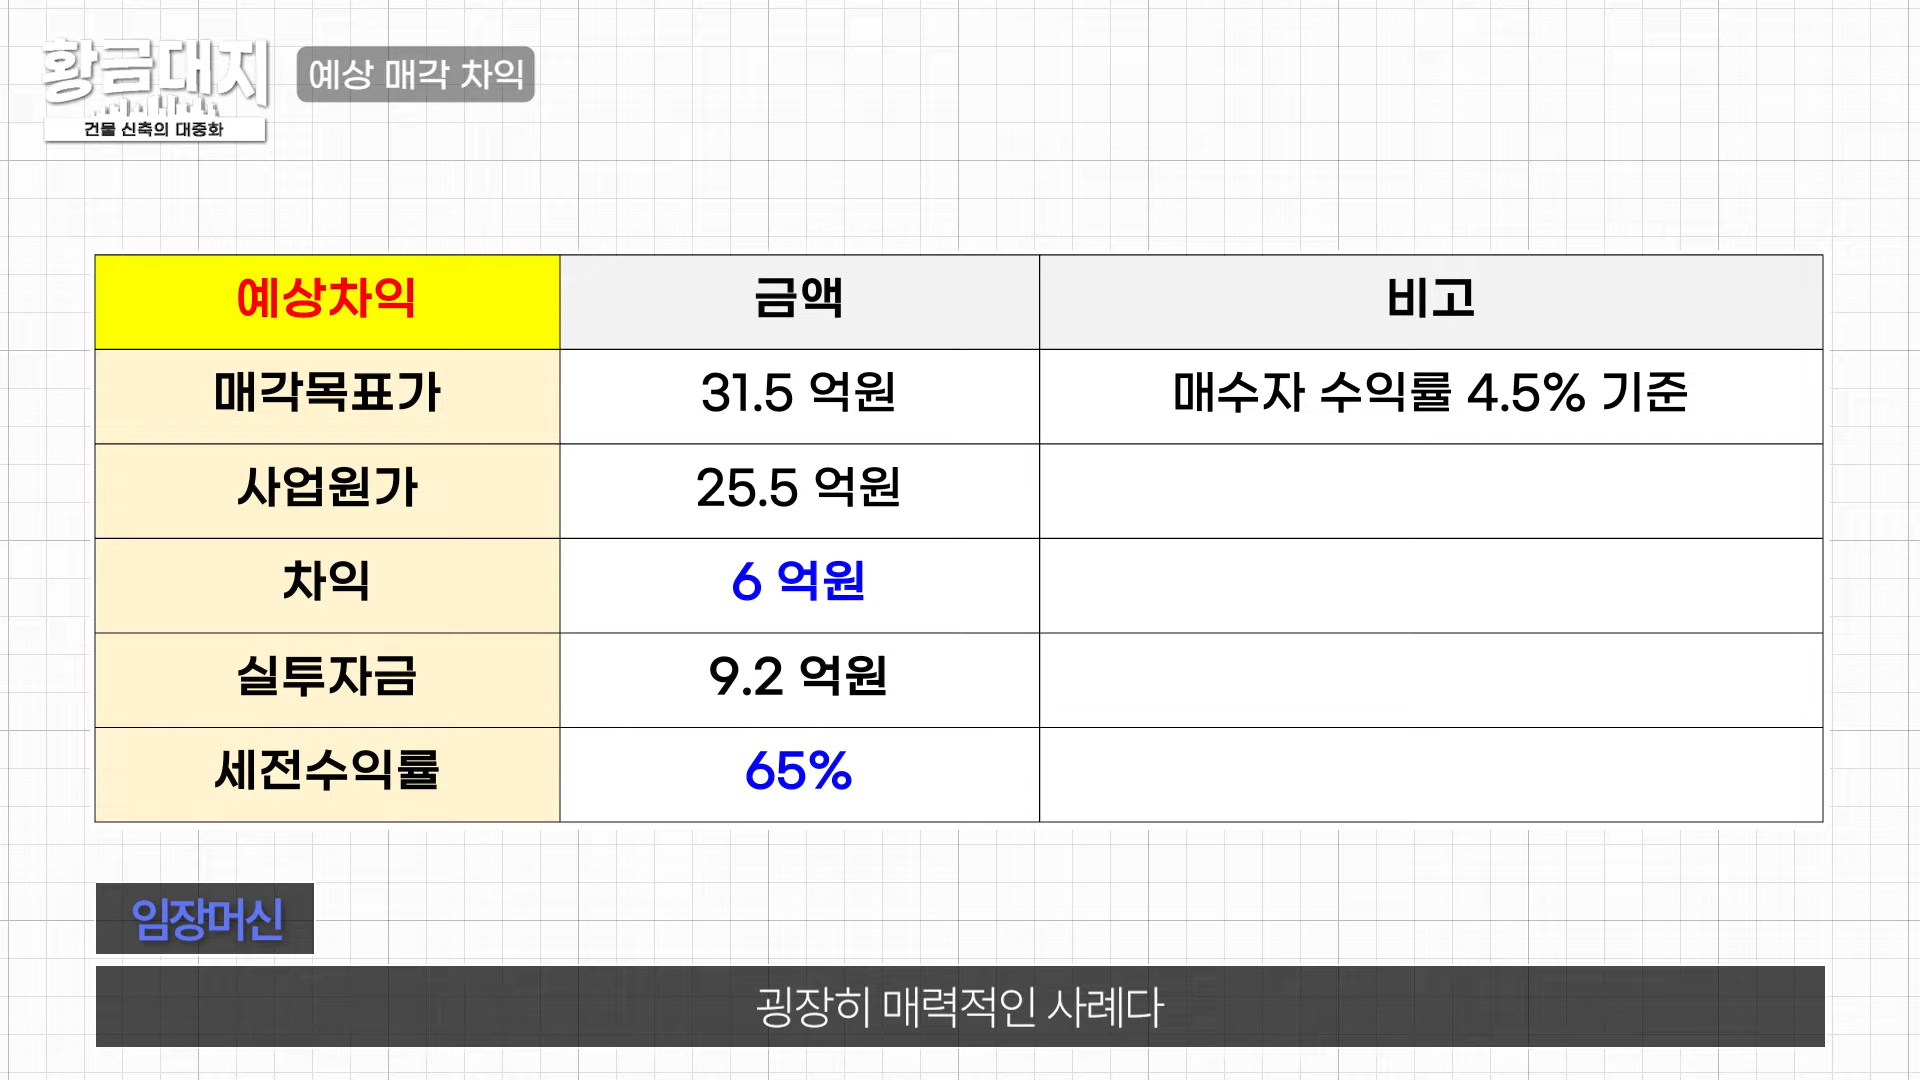 황금대지
건물 신축의 대중화
예상 매각 차익
예상차익 금액 비고
매각목표가 31.5 억원 매수자 수익률 4.5% 기준
사업원가 25.5 억원
차익 6 억원
실투자금 9.2 억원
세전수익률 65%
임장머신
굉장히 매력적인 사례다